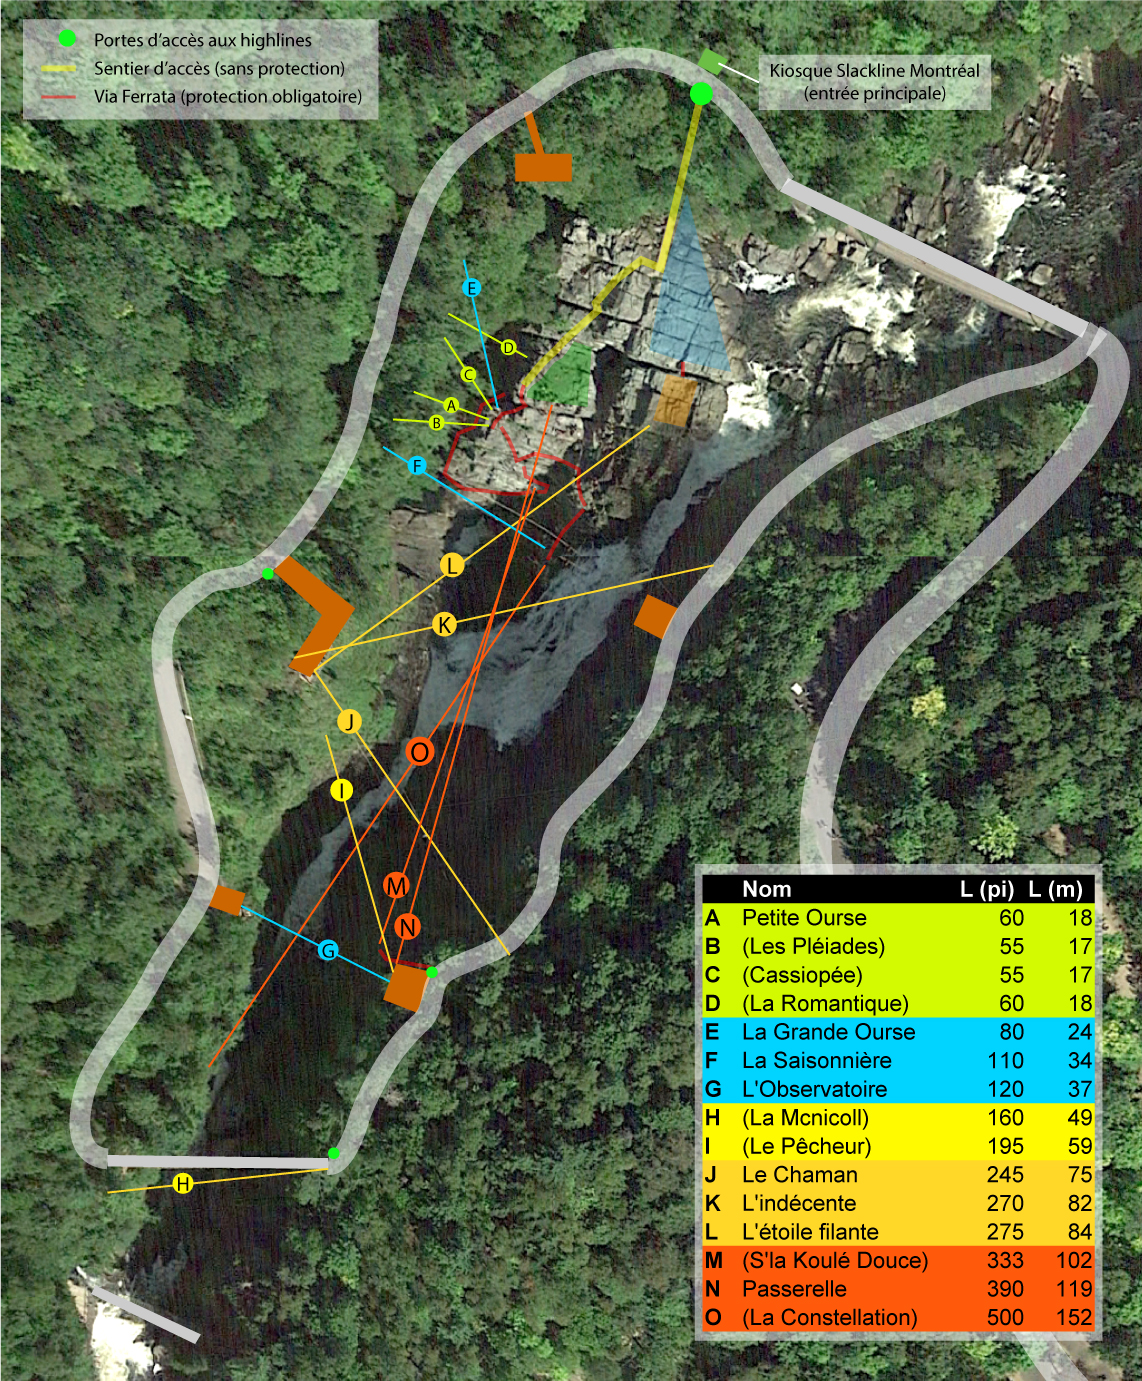 Portes d'accès aux highlines
Sentier d'accès (sans protection)
Via Ferrata (protection obligatoire)
Kiosque Slackline Montréal
(entrée principale)
E
D
C
A
B
F
L
K
J
O
I
M
N
G
H
Nom L (pi) L (m)
A Petite Ourse 60 18
B (Les Pléiades) 55 17
C (Cassiopée) 55 17
D (La Romantique) 60 18
E La Grande Ourse 80 24
F La Saisonnière 110 34
G L'Observatoire 120 37
H (La Mcnicoll) 160 49
I (Le Pêcheur) 195 59
J Le Chaman 245 75
K L'indécente 270 82
L L'étoile filante 275 84
M (S'la Koulé Douce) 333 102
N Passerelle 390 119
O (La Constellation) 500 152